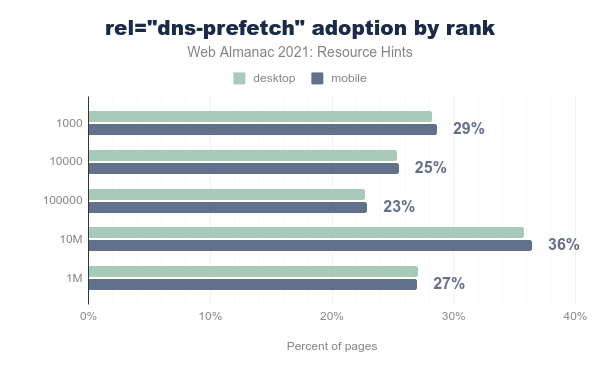 rel="dns-prefetch" adoption by rank
Web Almanac 2021: Resource Hints
desktop mobile
1000 29%
10000 25%
100000 23%
10M 36%
1M 27%
0% 10% 20% 30% 40%
Percent of pages